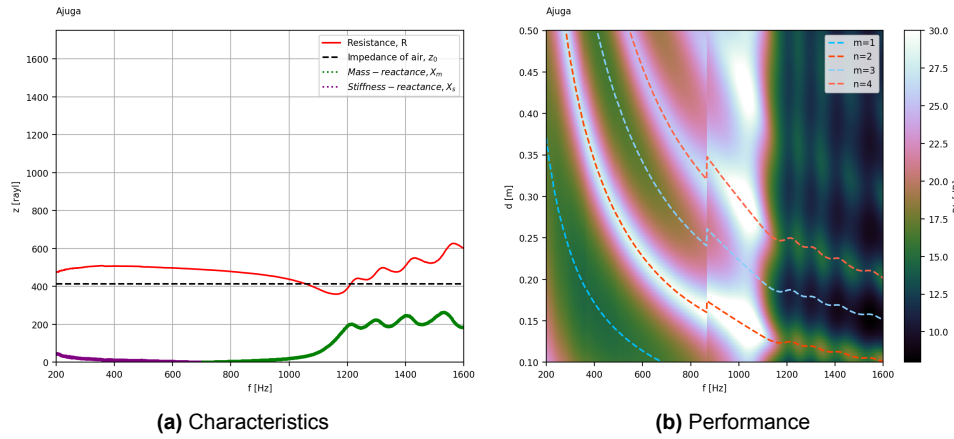 Ajuga
1750
1500
1250
1000
800
600
400
200
0
z [rayl]
200
400
600
800
1000
1200
1400
1600
f [Hz]
Resistance, R
Impedance of air, z₀
Mass − reactance, Xₘ
Stiffness − reactance, Xₛ
(a) Characteristics
Ajuga
0.50
0.45
0.40
0.35
0.30
0.25
0.20
0.15
0.10
d [m]
200
400
600
800
1000
1200
1400
1600
f [Hz]
m=1
n=2
m=3
n=4
30.0
27.5
25.0
22.5
20.0
17.5
15.0
12.5
10.0
(b) Performance